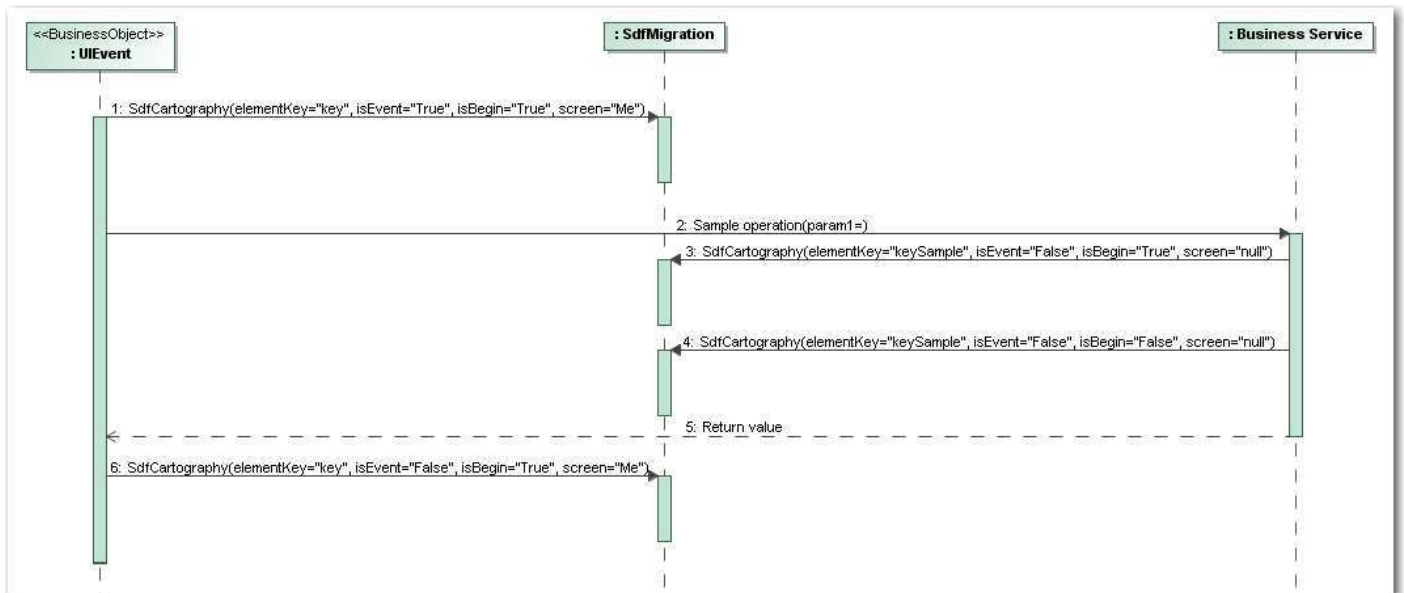 <<BusinessObject>>
: UIEvent
: SdfMigration
: Business Service
1: SdfCartography(elementKey="key", isEvent="True", isBegin="True", screen="Me")
2: Sample operation(param1=)
3: SdfCartography(elementKey="keySample", isEvent="False", isBegin="True", screen="null")
4: SdfCartography(elementKey="keySample", isEvent="False", isBegin="False", screen="null")
5: Return value
6: SdfCartography(elementKey="key", isEvent="False", isBegin="True", screen="Me")